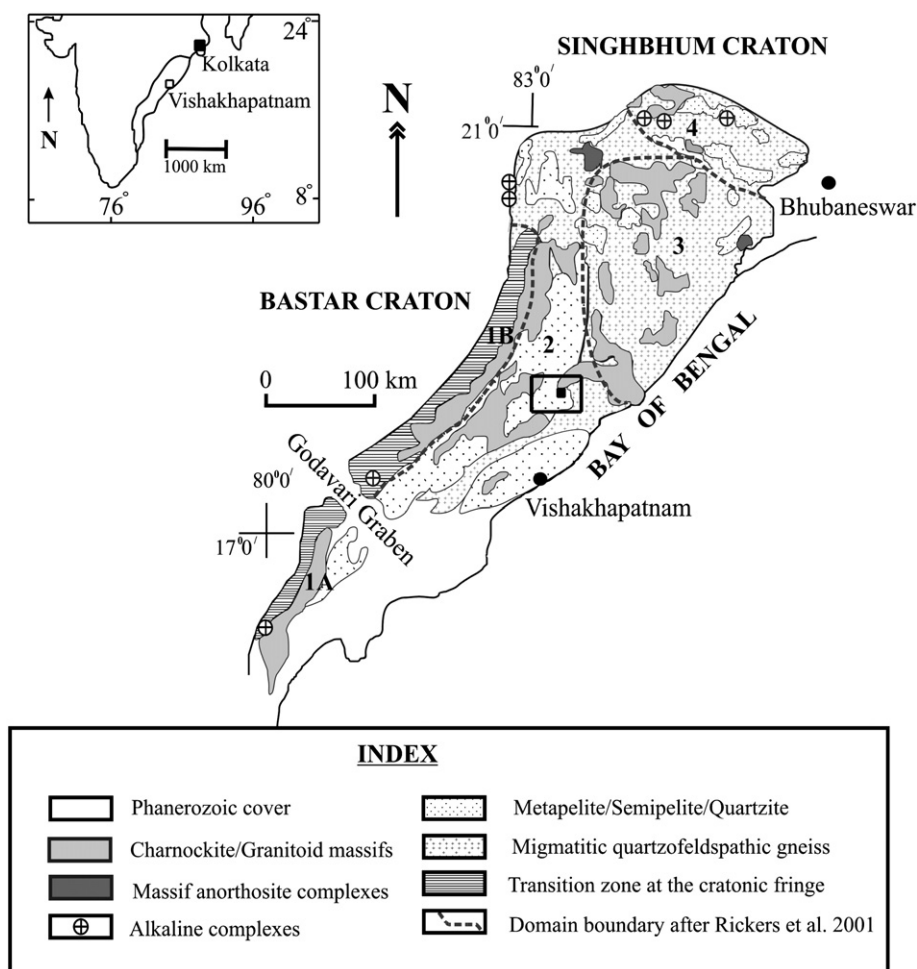 24°
Kolkata
Vishakhapatnam
N
1000 km
8°
76°
96°
SINGHBHUM CRATON
N
83°0'
21°0'
4
Bhubaneswar
3
BASTAR CRATON
1B
2
0
100 km
BAY OF BENGAL
Godavari Graben
Vishakhapatnam
80°0'
17°0'
1A
INDEX
Phanerozoic cover
Charnockite/Granitoid massifs
Massif anorthosite complexes
Alkaline complexes
Metapelite/Semipelite/Quartzite
Migmatitic quartzofeldspathic gneiss
Transition zone at the cratonic fringe
Domain boundary after Rickers et al. 2001